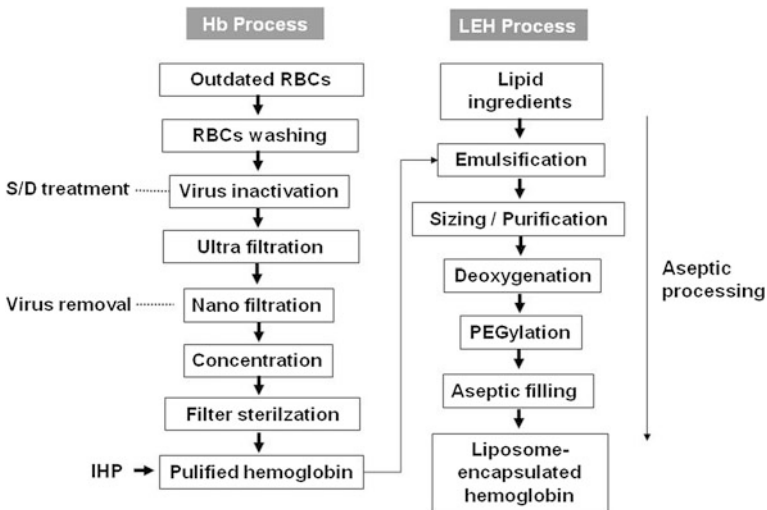 Hb Process
Outdated RBCs
RBCs washing
S/D treatment
Virus inactivation
Ultra filtration
Virus removal
Nano filtration
Concentration
Filter sterilzation
IHP
Pulified hemoglobin
LEH Process
Lipid
ingredients
Emulsification
Sizing / Purification
Deoxygenation
PEGylation
Aseptic filling
Liposome-
encapsulated
hemoglobin
Aseptic
processing